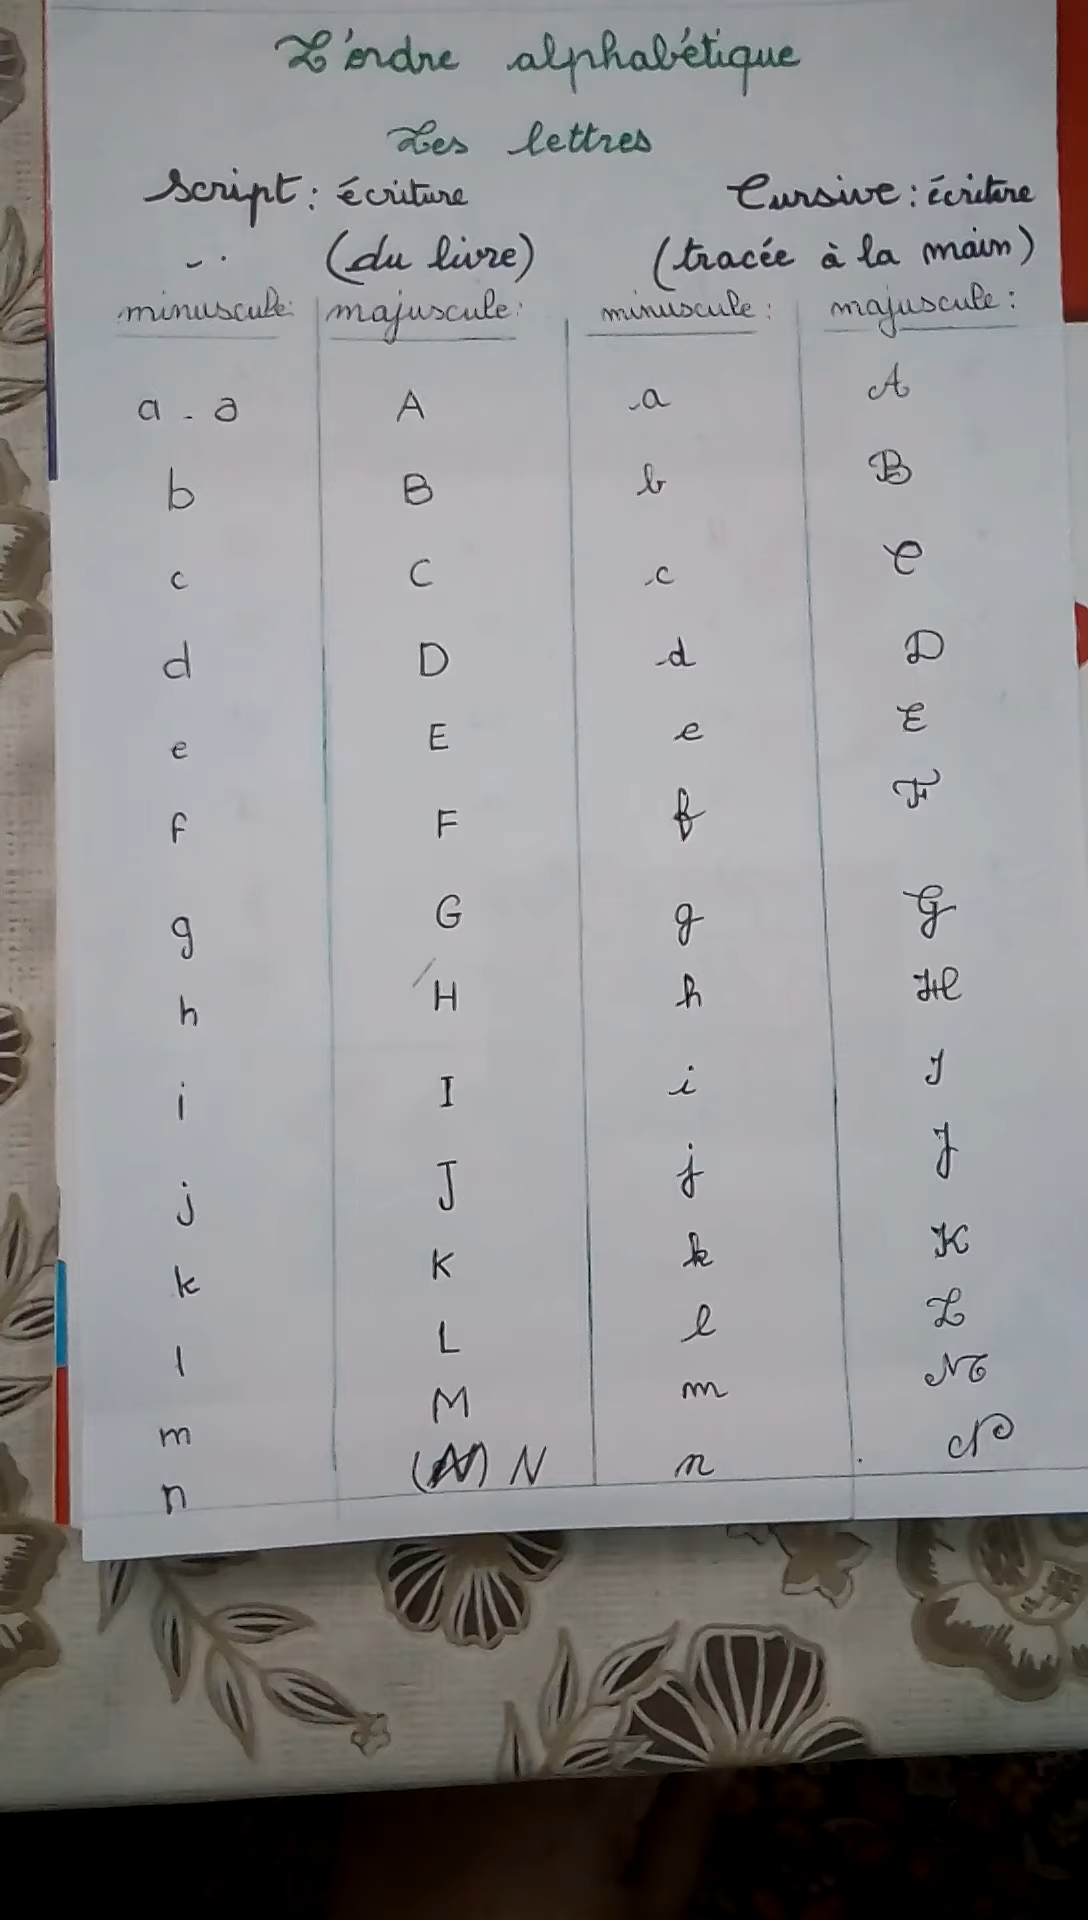 L'ordre alphabétique
Les lettres
Script : écriture Cursive : écriture
(du livre) (tracée à la main)
minuscule: majuscule: minuscule: majuscule:
a - a A a A
b B b B
c C c C
d D d D
e E e E
f F f F
g G g G
h H h H
i I i I
j J j J
k K k K
l L l L
m M m M
n (N) N n N